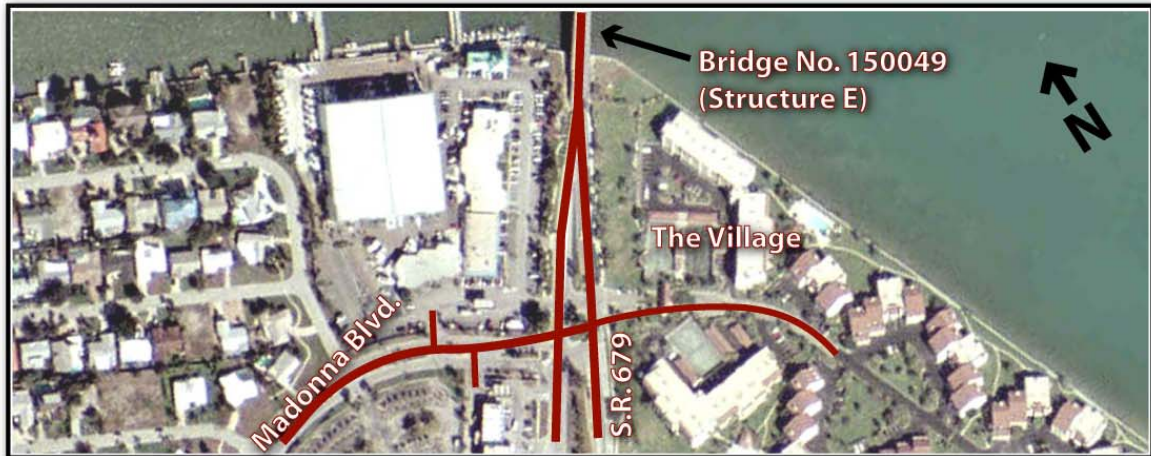 Bridge No. 150049
(Structure E)
N
The Village
Madonna Blvd.
S.R. 679